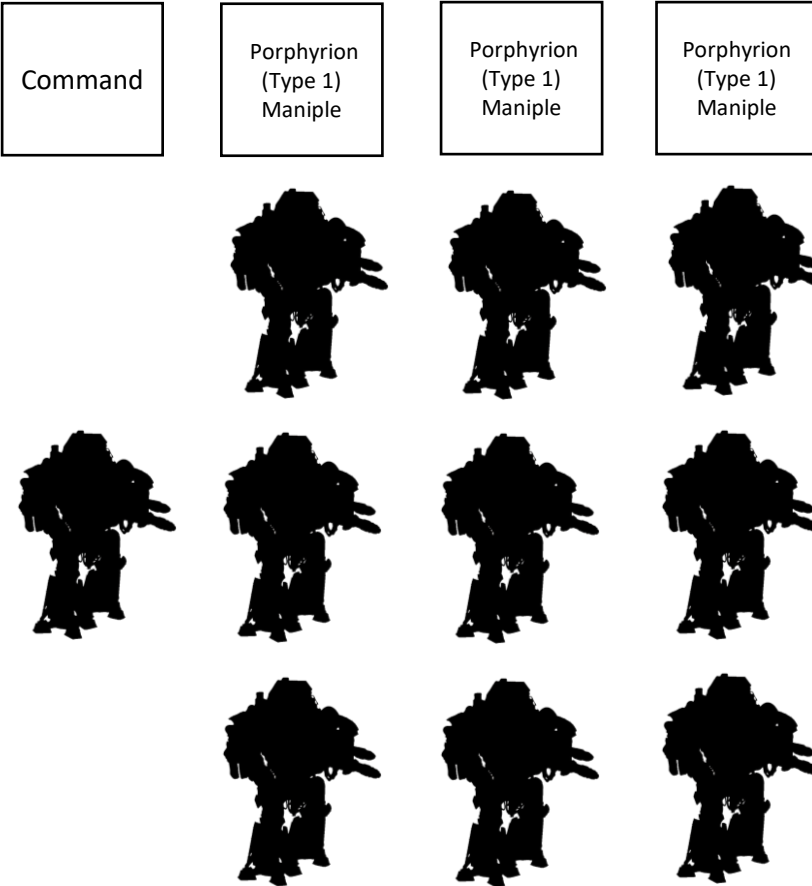 Command
Porphyrion
(Type 1)
Maniple
Porphyrion
(Type 1)
Maniple
Porphyrion
(Type 1)
Maniple